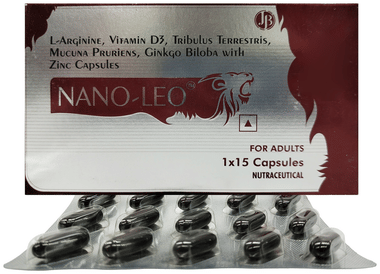 JB
L-Arginine, Vitamin D3, Tribulus Terrestris,
Mucuna Pruriens, Ginkgo Biloba with
Zinc Capsules
NANO-LEO
FOR ADULTS
1x15 Capsules
NUTRACEUTICAL